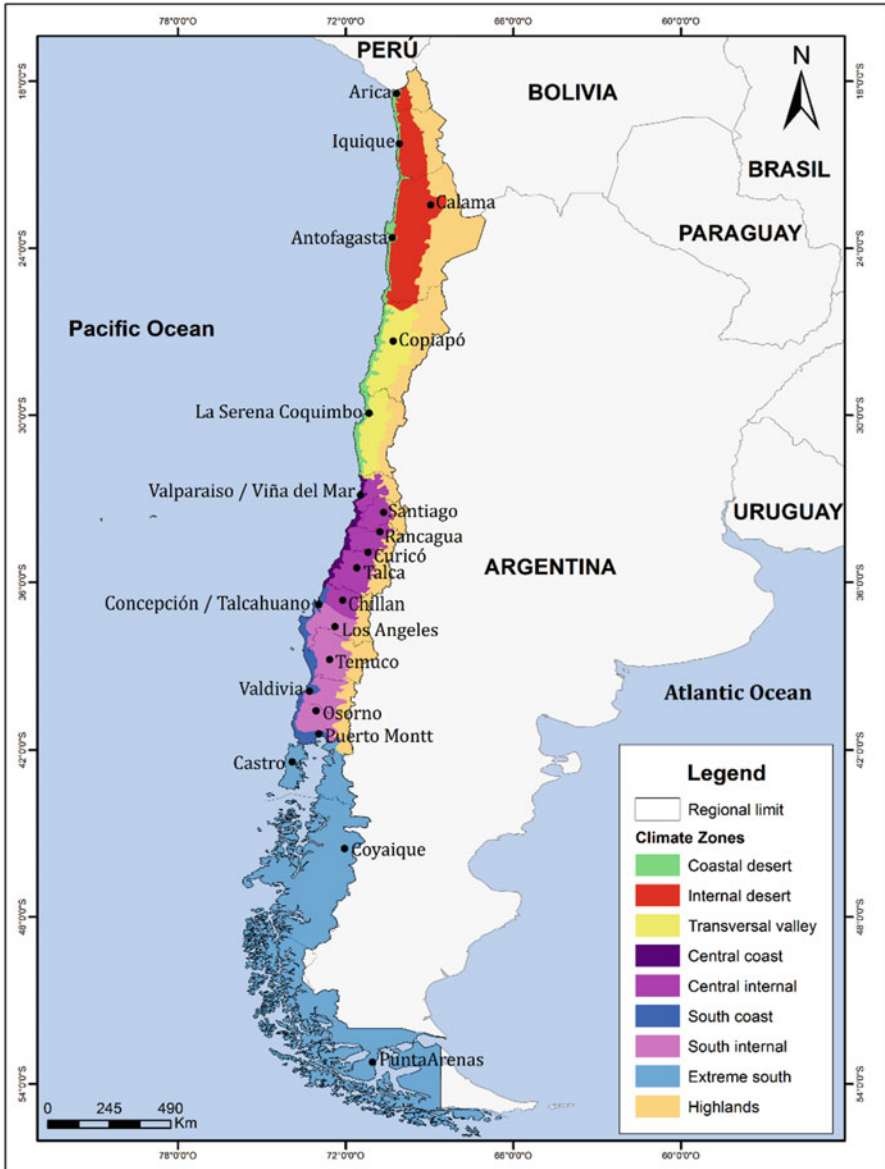 78°0'0"O 72°0'0"O 66°0'0"O 60°0'0"O
PERÚ
N
18°0'0"S
18°0'0"S
Arica
BOLIVIA
Iquique
BRASIL
Calama
PARAGUAY
Antofagasta
24°0'0"S
24°0'0"S
Pacific Ocean
Copiapó
La Serena Coquimbo
30°0'0"S
30°0'0"S
Valparaiso / Viña del Mar
Santiago
URUGUAY
Rancagua
Curicó
ARGENTINA
Talca
36°0'0"S
36°0'0"S
Concepción / Talcahuano
Chillan
Los Angeles
Temuco
Valdivia
Atlantic Ocean
Osorno
Puerto Montt
42°0'0"S
42°0'0"S
Castro
Coyaique
48°0'0"S
48°0'0"S
PuntaArenas
54°0'0"S
54°0'0"S
Legend
Regional limit
Climate Zones
Coastal desert
Internal desert
Transversal valley
Central coast
Central internal
South coast
South internal
Extreme south
Highlands
0 245 490
Km
78°0'0"O 72°0'0"O 66°0'0"O 60°0'0"O